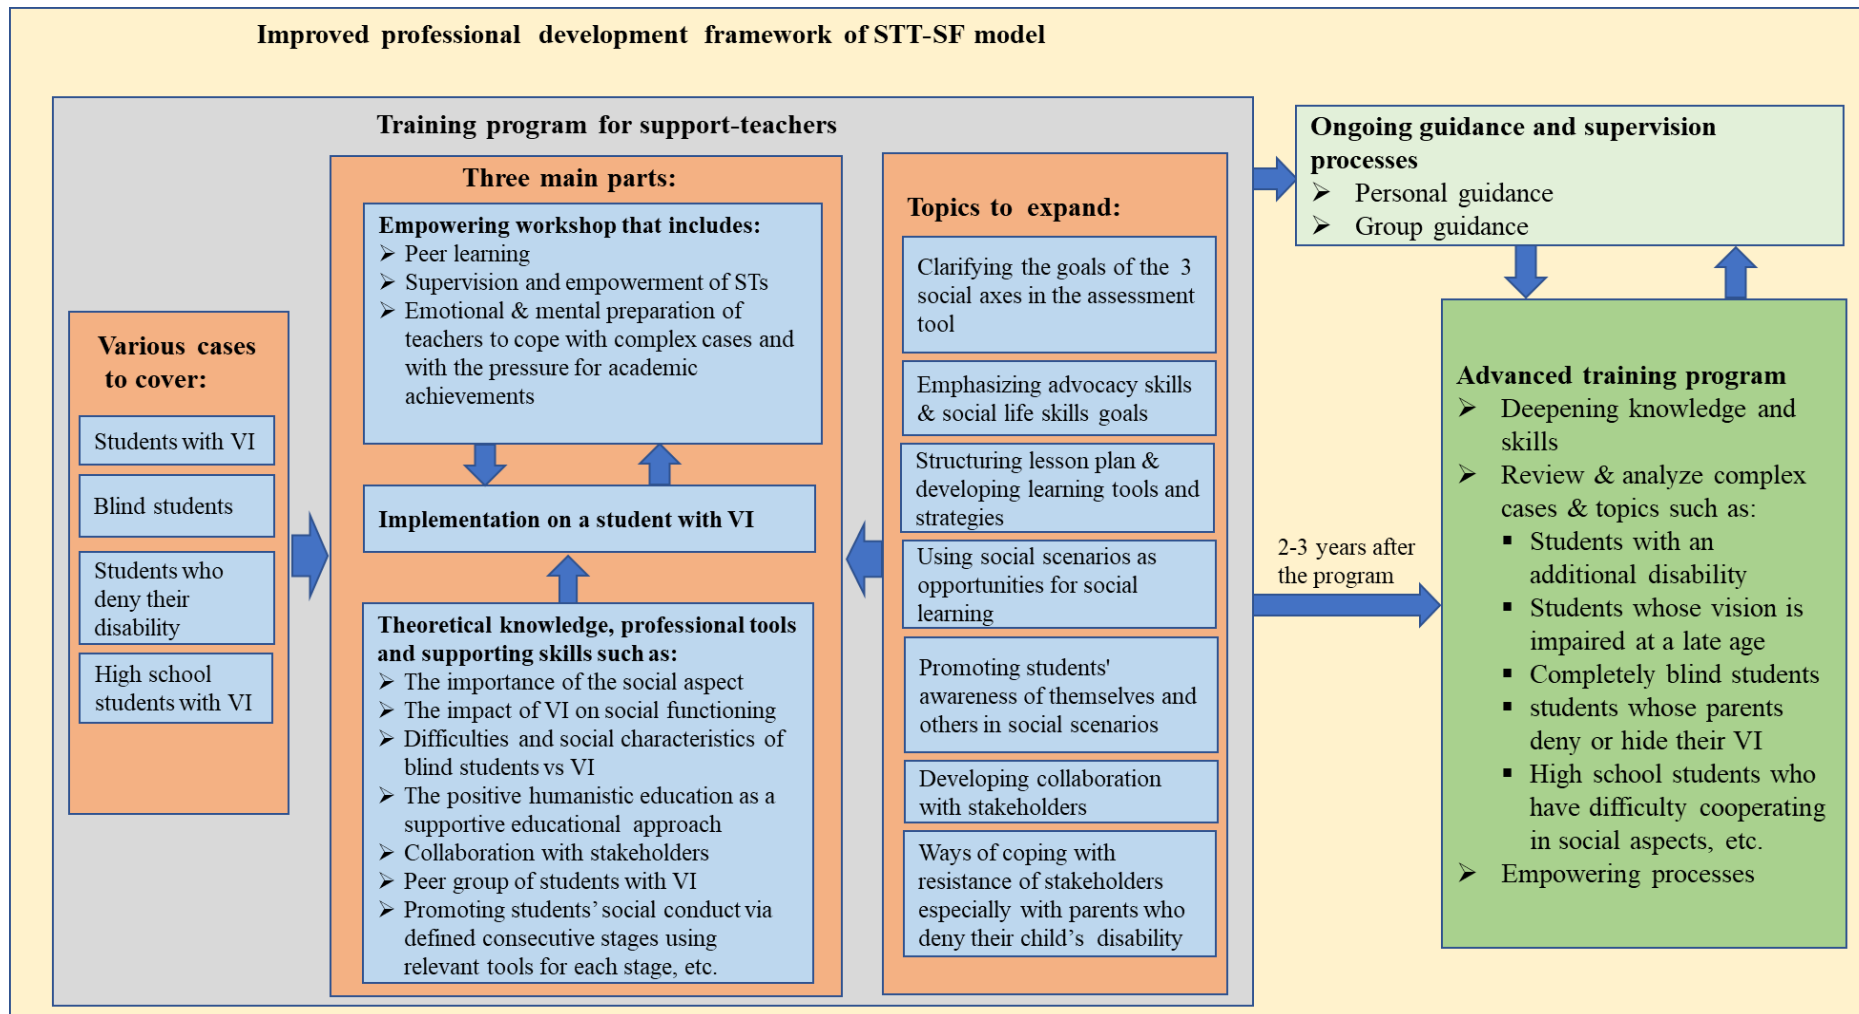 Improved professional development framework of STT-SF model
Training program for support-teachers
Various cases
to cover:
Students with VI
Blind students
Students who
deny their
disability
High school
students with VI
Three main parts:
Empowering workshop that includes:
➢ Peer learning
➢ Supervision and empowerment of STs
➢ Emotional & mental preparation of
teachers to cope with complex cases and
with the pressure for academic
achievements
Implementation on a student with VI
Theoretical knowledge, professional tools
and supporting skills such as:
➢ The importance of the social aspect
➢ The impact of VI on social functioning
➢ Difficulties and social characteristics of
blind students vs VI
➢ The positive humanistic education as a
supportive educational approach
➢ Collaboration with stakeholders
➢ Peer group of students with VI
➢ Promoting students’ social conduct via
defined consecutive stages using
relevant tools for each stage, etc.
Topics to expand:
Clarifying the goals of the 3
social axes in the assessment
tool
Emphasizing advocacy skills
& social life skills goals
Structuring lesson plan &
developing learning tools and
strategies
Using social scenarios as
opportunities for social
learning
Promoting students'
awareness of themselves and
others in social scenarios
Developing collaboration
with stakeholders
Ways of coping with
resistance of stakeholders
especially with parents who
deny their child’s disability
2-3 years after
the program
Ongoing guidance and supervision
processes
➢ Personal guidance
➢ Group guidance
Advanced training program
➢ Deepening knowledge and
skills
➢ Review & analyze complex
cases & topics such as:
▪ Students with an
additional disability
▪ Students whose vision is
impaired at a late age
▪ Completely blind students
▪ students whose parents
deny or hide their VI
▪ High school students who
have difficulty cooperating
in social aspects, etc.
➢ Empowering processes